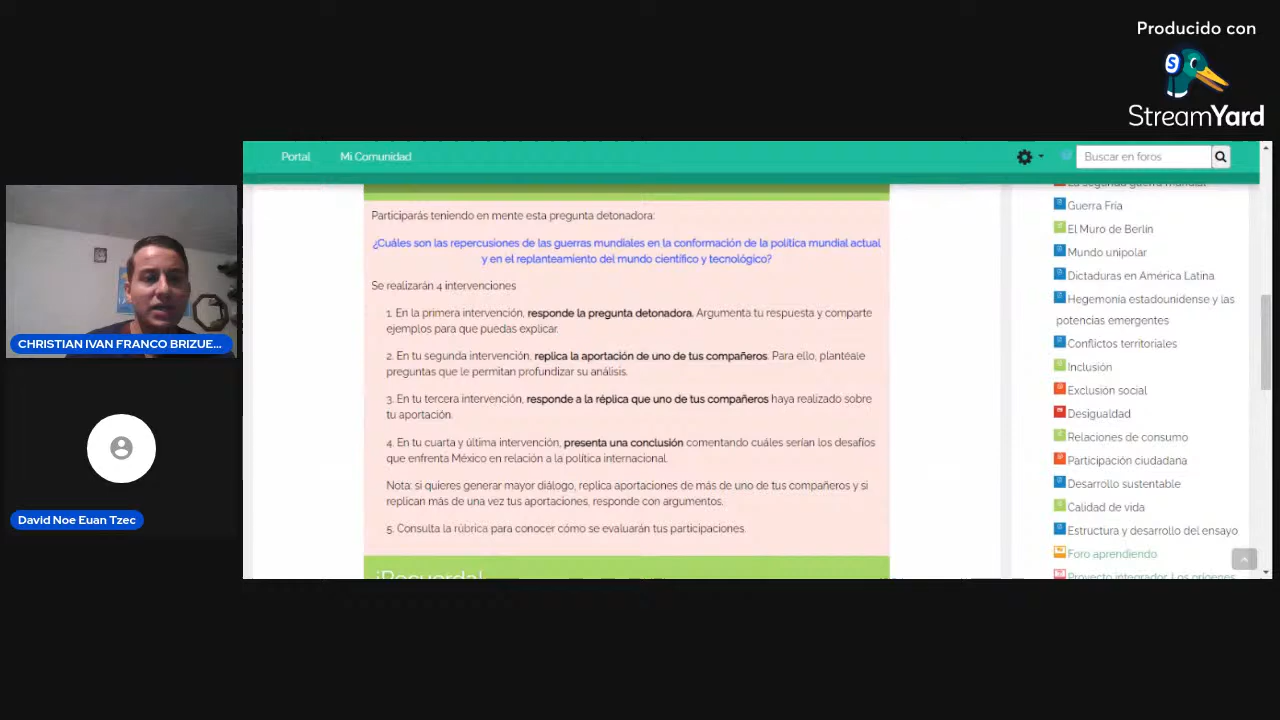 Producido con
StreamYard
Portal
Mi Comunidad
Buscar en foros
Participarás teniendo en mente esta pregunta detonadora:
¿Cuáles son las repercusiones de las guerras mundiales en la conformación de la política mundial actual
y en el replanteamiento del mundo científico y tecnológico?
Se realizarán 4 intervenciones
1. En la primera intervención, responde la pregunta detonadora. Argumenta tu respuesta y comparte
ejemplos para que puedas explicar.
2. En tu segunda intervención, replica la aportación de uno de tus compañeros. Para ello, plantéale
preguntas que le permitan profundizar su análisis.
3. En tu tercera intervención, responde a la réplica que uno de tus compañeros haya realizado sobre
tu aportación.
4. En tu cuarta y última intervención, presenta una conclusión comentando cuáles serían los desafíos
que enfrenta México en relación a la política internacional.
Nota: si quieres generar mayor diálogo, replica aportaciones de más de uno de tus compañeros y si
replican más de una vez tus aportaciones, responde con argumentos.
5. Consulta la rúbrica para conocer cómo se evaluarán tus participaciones.
¡Recuerda!
La segunda guerra mundial
Guerra Fría
El Muro de Berlín
Mundo unipolar
Dictaduras en América Latina
Hegemonía estadounidense y las
potencias emergentes
Conflictos territoriales
Inclusión
Exclusión social
Desigualdad
Relaciones de consumo
Participación ciudadana
Desarrollo sustentable
Calidad de vida
Estructura y desarrollo del ensayo
Foro aprendiendo
Proyecto integrador. Los orígenes
CHRISTIAN IVAN FRANCO BRIZUE...
David Noe Euan Tzec